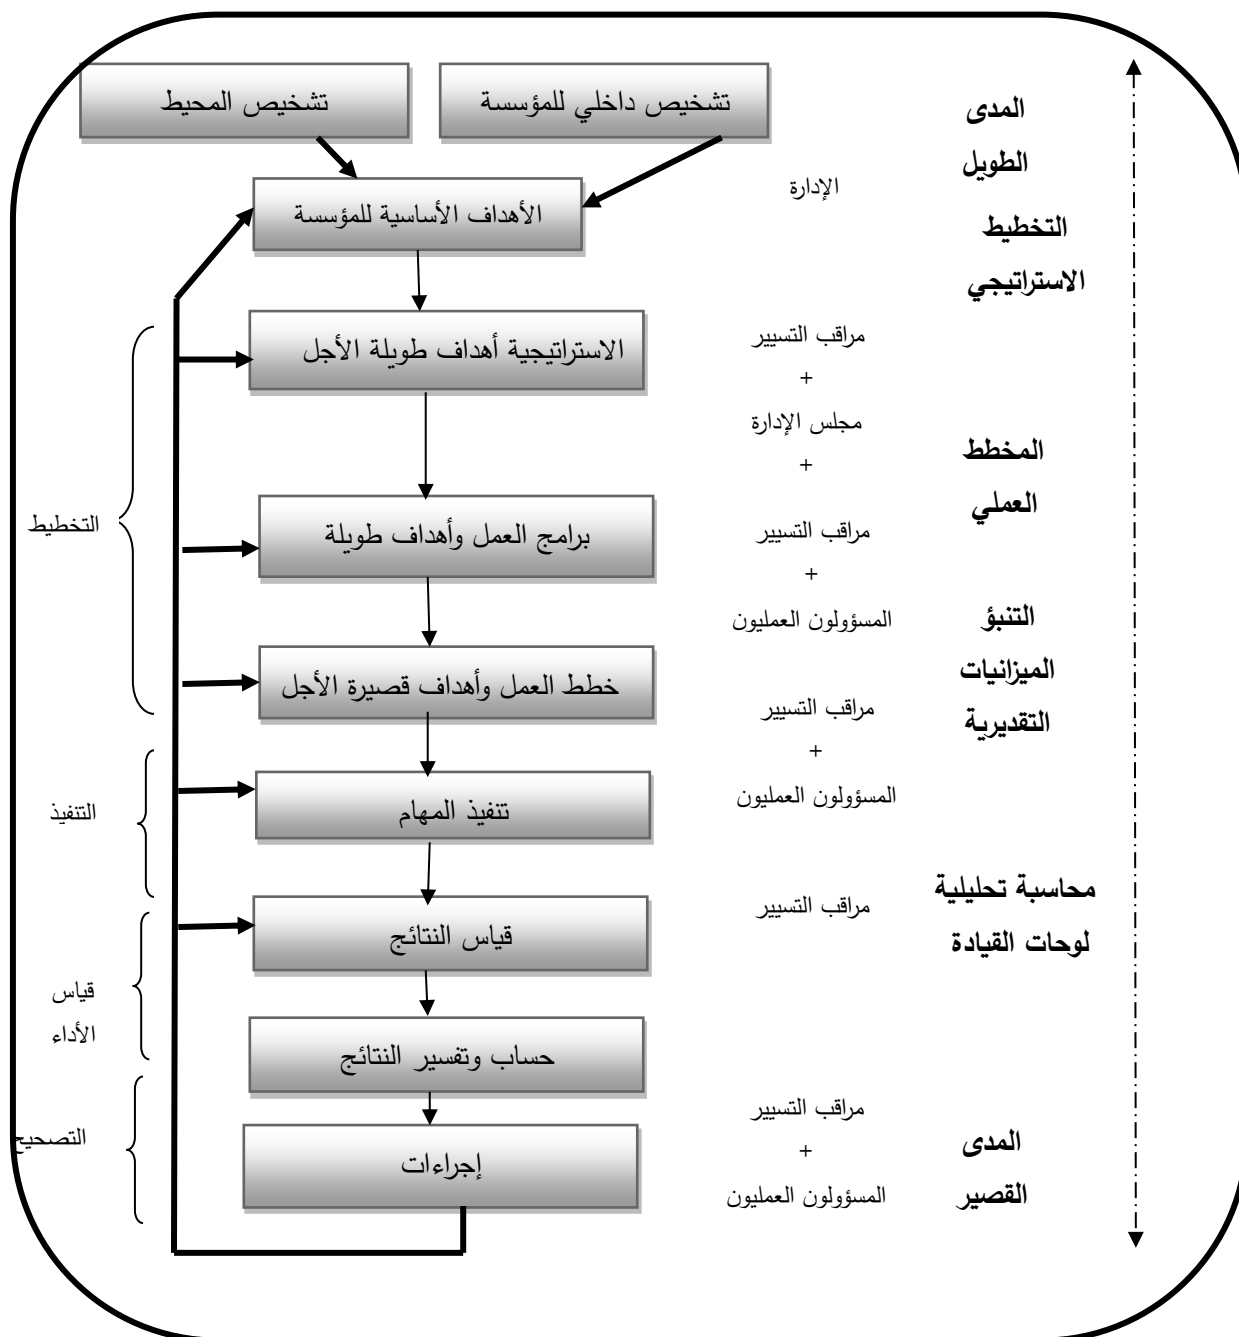 تشخيص داخلي للمؤسسة
تشخيص المحيط
المدى
الطويل
الإدارة
الأهداف الأساسية للمؤسسة
التخطيط
الاستراتيجي
مراقب التسيير
+
مجلس الإدارة
+
مراقب التسيير
+
المسؤولون العمليون
الاستراتيجية أهداف طويلة الأجل
المخطط
العملي
برامج العمل وأهداف طويلة
التخطيط
التنبؤ
الميزانيات
التقديرية
خطط العمل وأهداف قصيرة الأجل
مراقب التسيير
+
المسؤولون العمليون
تنفيذ المهام
التنفيذ
محاسبة تحليلية
لوحات القيادة
مراقب التسيير
قياس النتائج
قياس
الأداء
حساب وتفسير النتائج
مراقب التسيير
+
المسؤولون العمليون
المدى
القصير
إجراءات
التصحيح